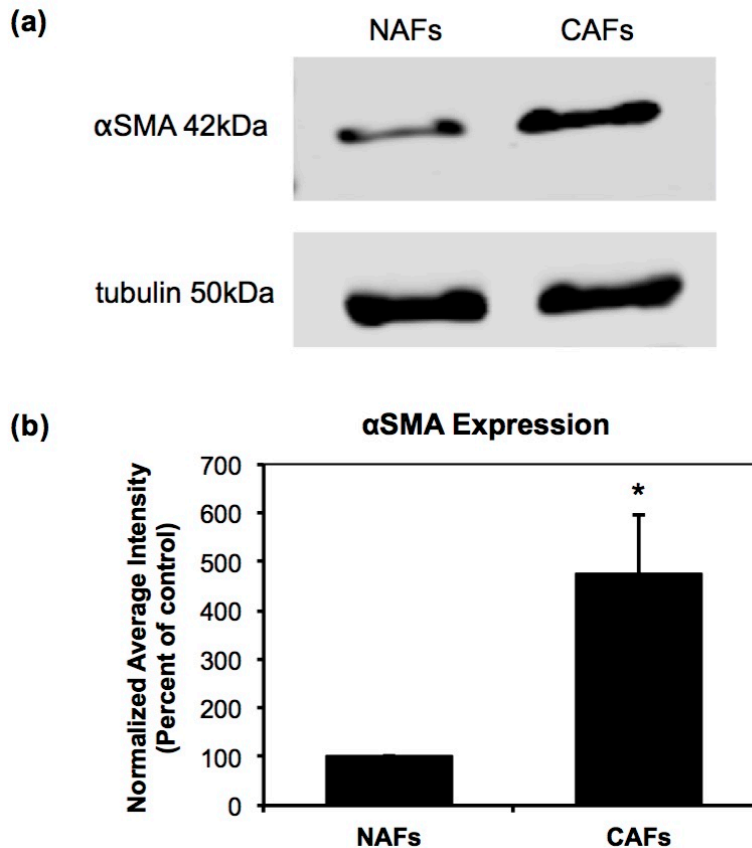 (a)
NAFs CAFs
αSMA 42kDa
tubulin 50kDa
(b)
αSMA Expression
Normalized Average Intensity
(Percent of control)
700
600
500
400
300
200
100
0
*
NAFs CAFs